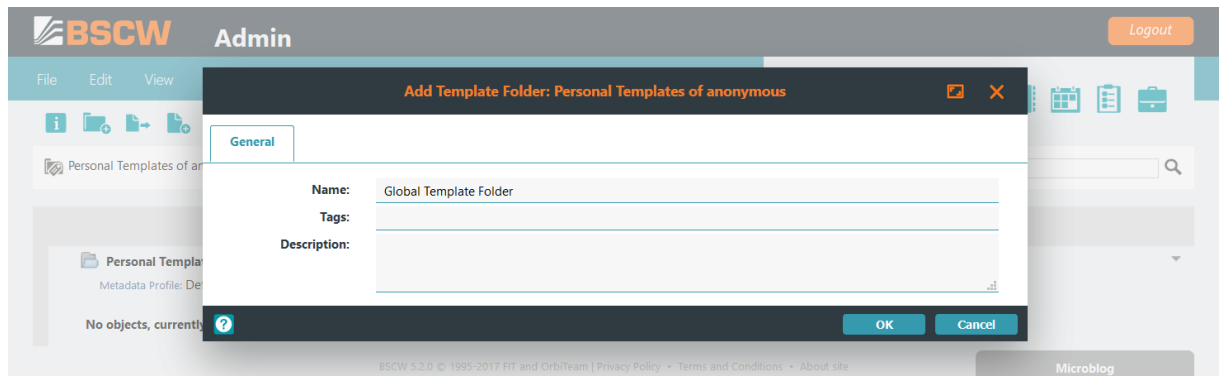 BSCW Admin Logout
File Edit View
Add Template Folder: Personal Templates of anonymous
General
Personal Templates of an
Name: Global Template Folder
Tags:
Description:
Personal Templa
Metadata Profile: De
No objects, currently
OK Cancel
BSCW 5.2.0 © 1995-2017 FIT and OrbiTeam | Privacy Policy • Terms and Conditions • About site
Microblog